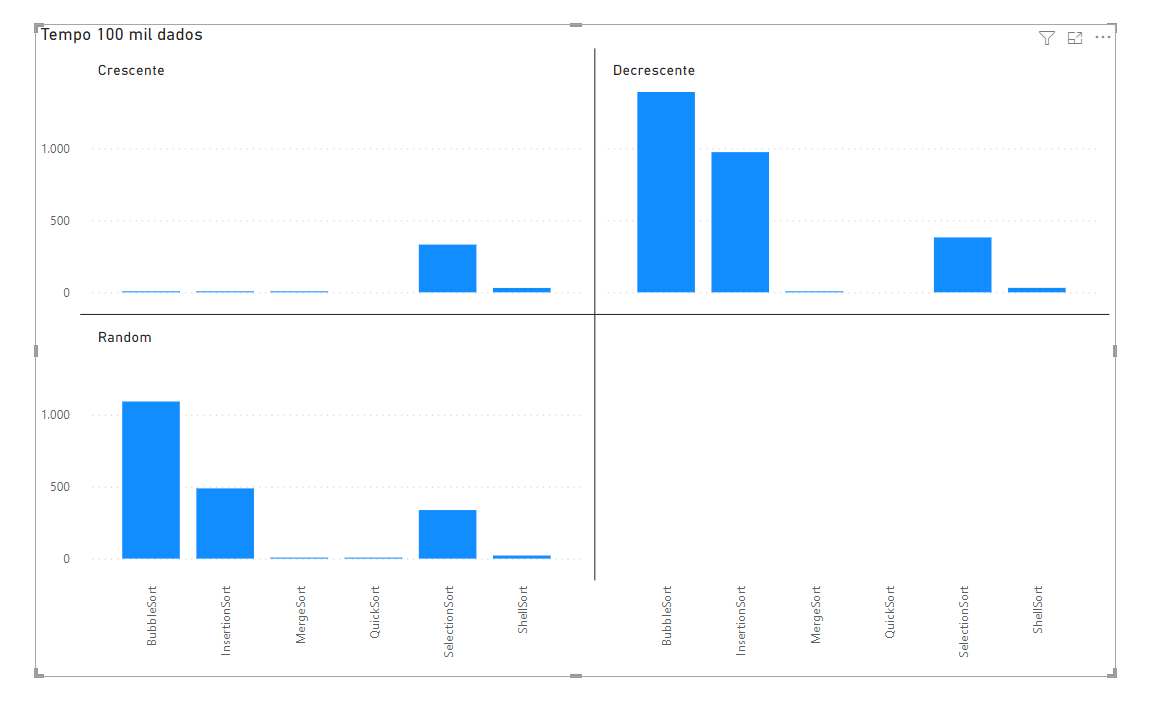 Tempo 100 mil dados
Crescente
Decrescente
1.000
500
0
Random
1.000
500
0
BubbleSort
InsertionSort
MergeSort
QuickSort
SelectionSort
ShellSort
BubbleSort
InsertionSort
MergeSort
QuickSort
SelectionSort
ShellSort